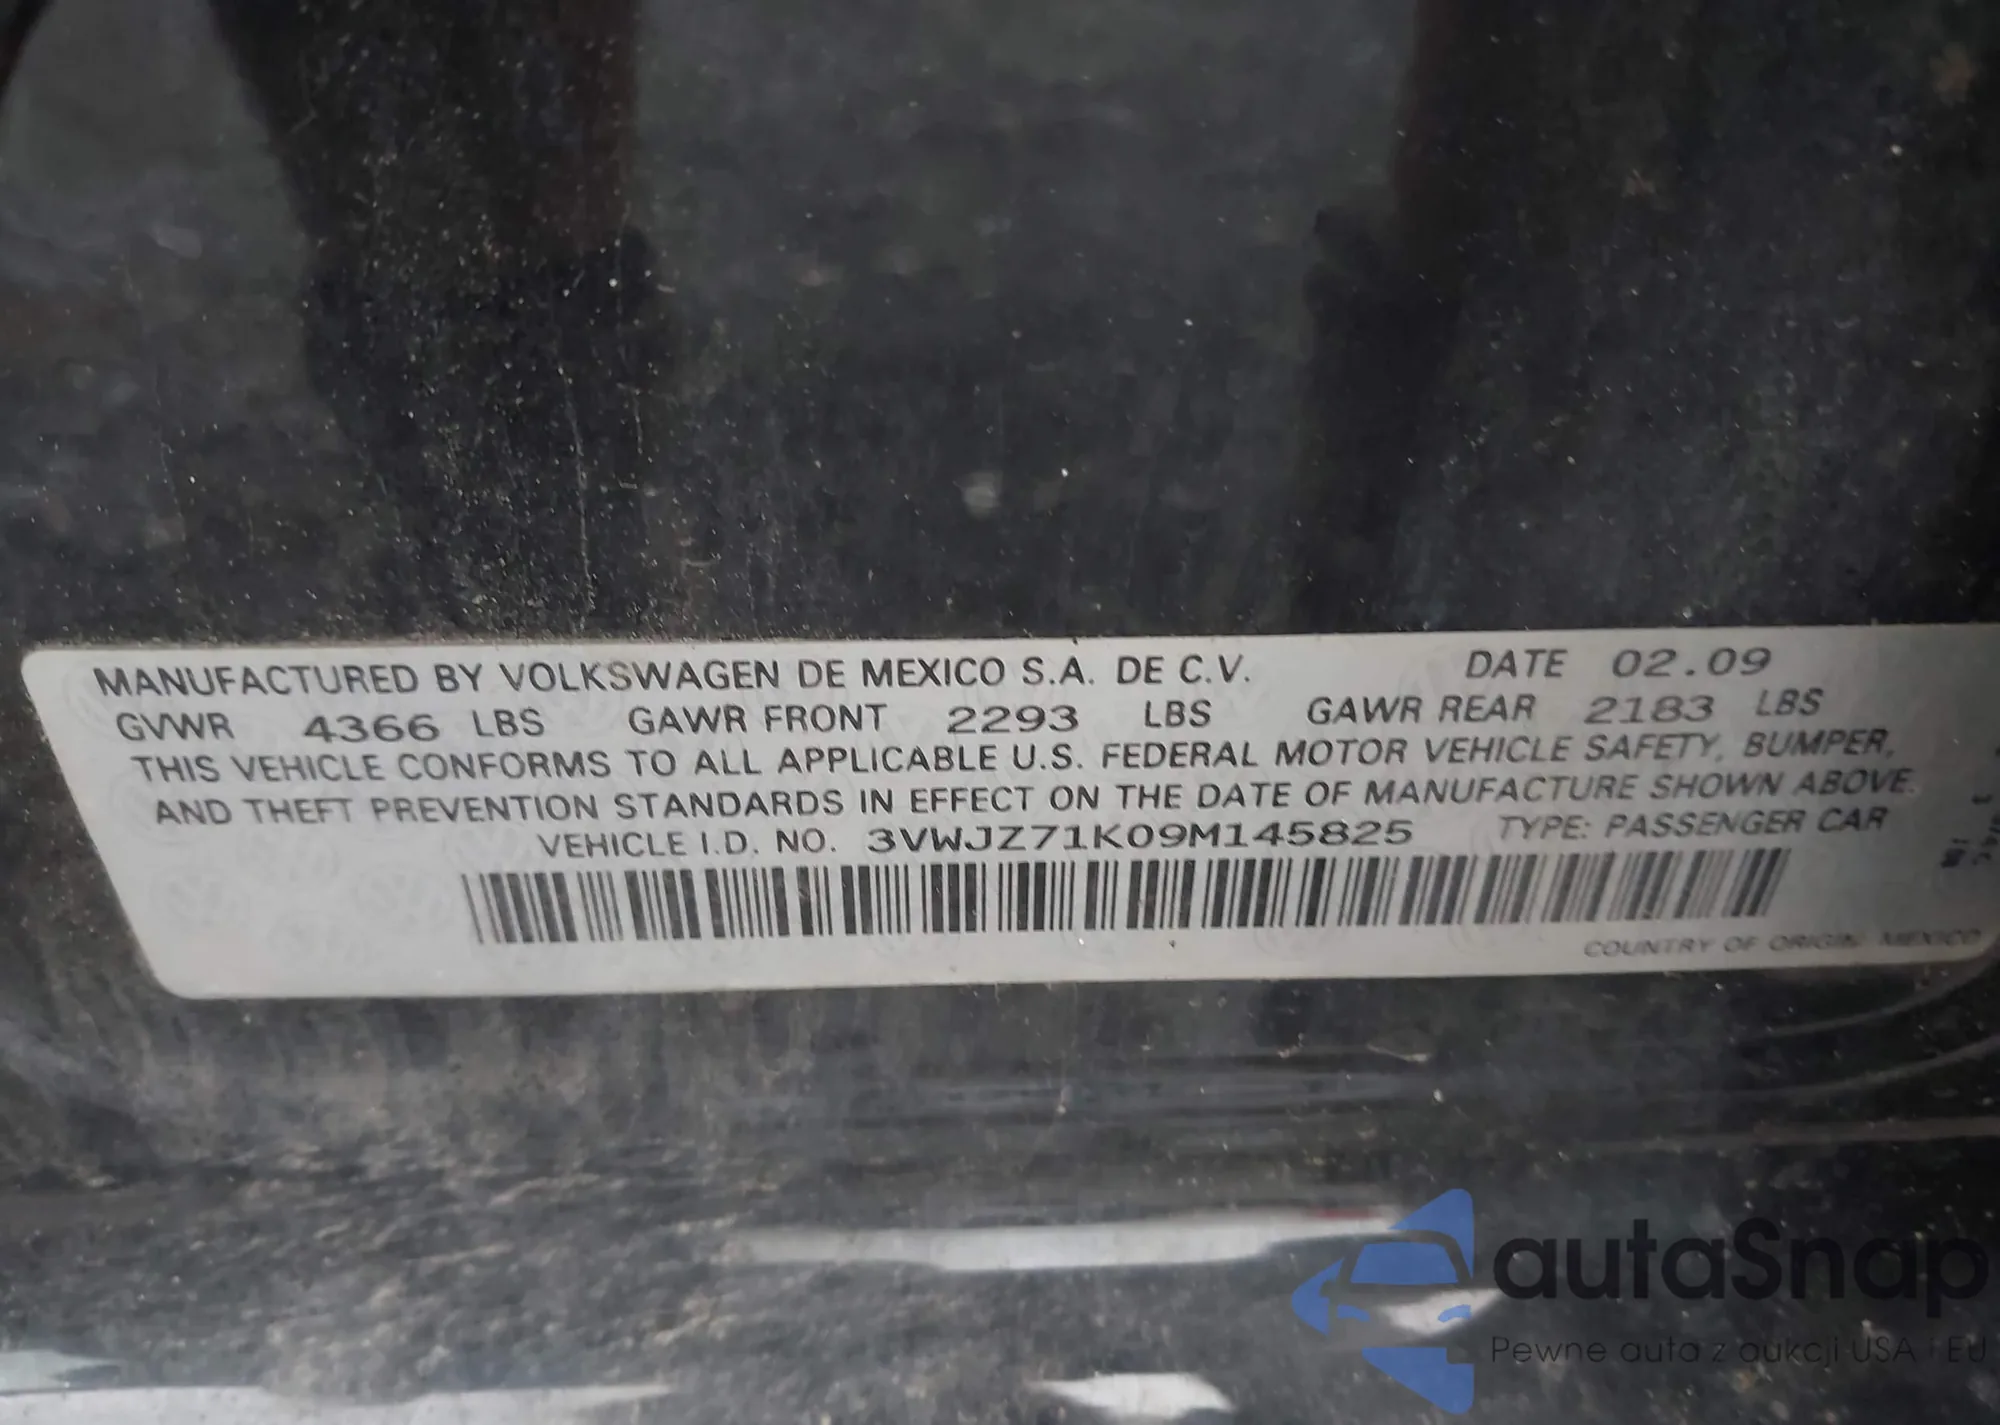 MANUFACTURED BY VOLKSWAGEN DE MEXICO S.A. DE C.V. DATE 02.09
GVWR 4366 LBS GAWR FRONT 2293 LBS GAWR REAR 2183 LBS
THIS VEHICLE CONFORMS TO ALL APPLICABLE U.S. FEDERAL MOTOR VEHICLE SAFETY, BUMPER,
AND THEFT PREVENTION STANDARDS IN EFFECT ON THE DATE OF MANUFACTURE SHOWN ABOVE.
VEHICLE I.D. NO. 3VWJZ71K09M145825 TYPE: PASSENGER CAR
COUNTRY OF ORIGIN: MEXICO
autaSnap
Pewne auta z aukcji USA i EU